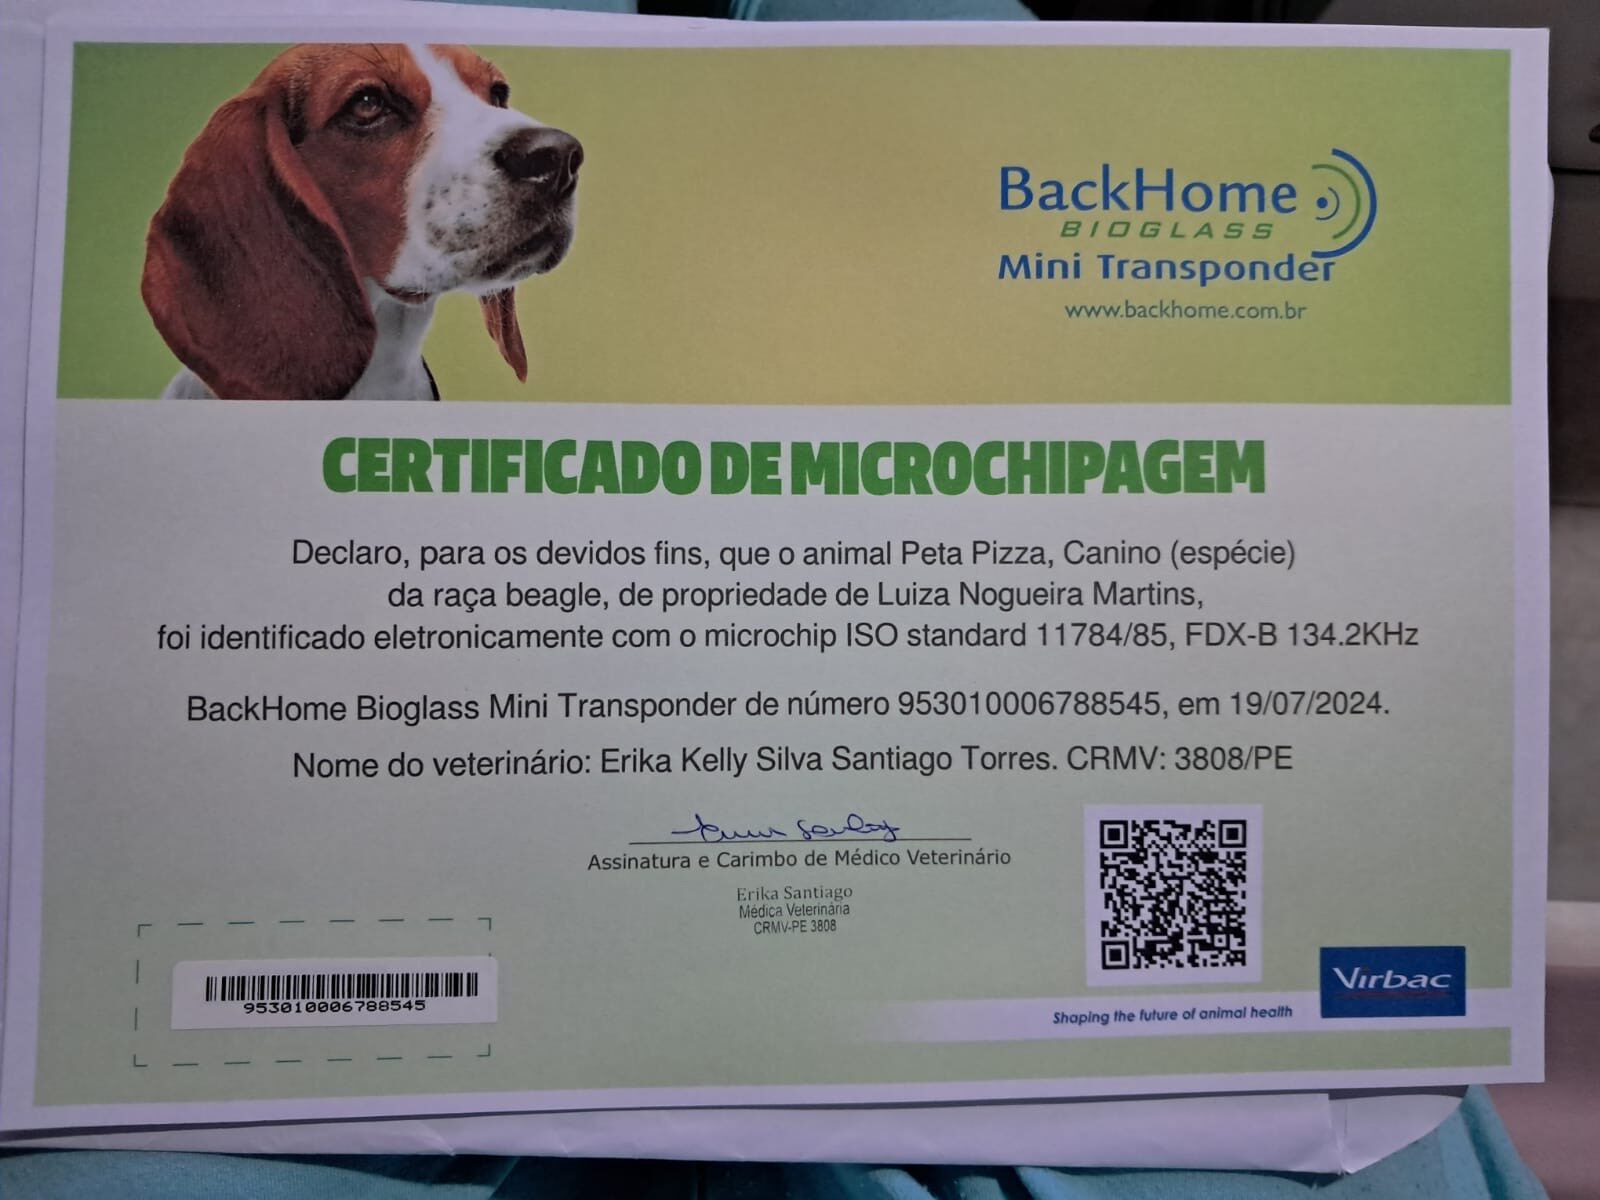 BackHome
BIOGLASS
Mini Transponder
www.backhome.com.br
CERTIFICADO DE MICROCHIPAGEM
Declaro, para os devidos fins, que o animal Peta Pizza, Canino (espécie)
da raça beagle, de propriedade de Luiza Nogueira Martins,
foi identificado eletronicamente com o microchip ISO standard 11784/85, FDX-B 134.2KHz
BackHome Bioglass Mini Transponder de número 953010006788545, em 19/07/2024.
Nome do veterinário: Erika Kelly Silva Santiago Torres. CRMV: 3808/PE
Assinatura e Carimbo de Médico Veterinário
Erika Santiago
Médica Veterinária
CRMV-PE 3808
953010006788545
Virbac
Shaping the future of animal health